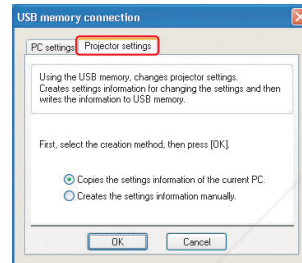 USB memory connection
PC settings Projector settings
Using the USB memory, changes projector settings.
Creates settings information for changing the settings and then
writes the information to USB memory.
First, select the creation method, then press [OK].
Copies the settings information of the current PC.
Creates the settings information manually.
OK Cancel